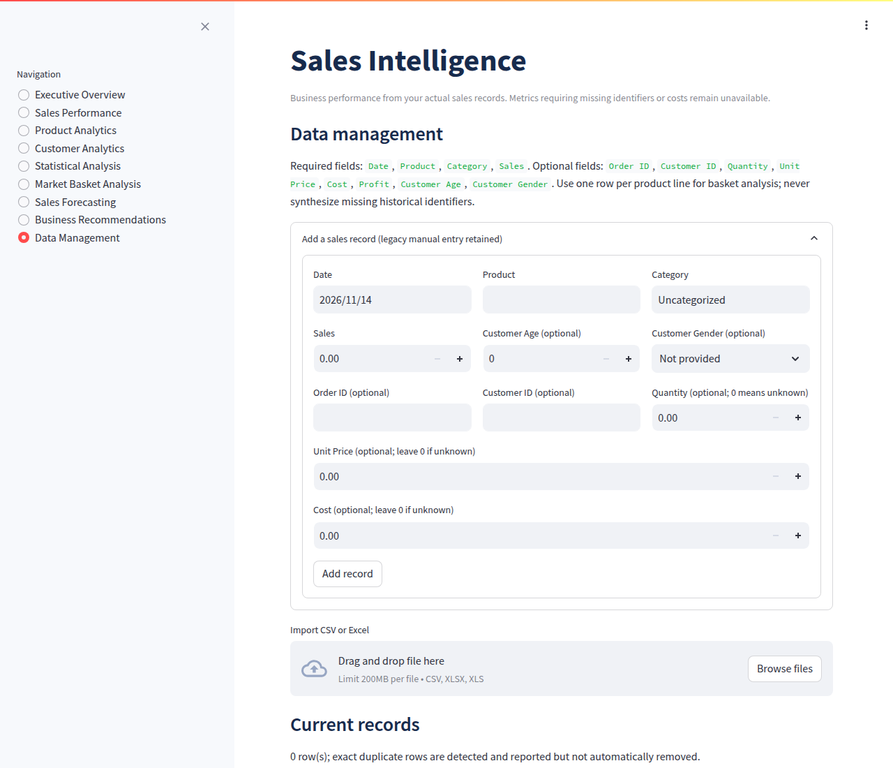 Navigation
Executive Overview
Sales Performance
Product Analytics
Customer Analytics
Statistical Analysis
Market Basket Analysis
Sales Forecasting
Business Recommendations
Data Management
Sales Intelligence
Business performance from your actual sales records. Metrics requiring missing identifiers or costs remain unavailable.
Data management
Required fields: Date , Product , Category , Sales . Optional fields: Order ID , Customer ID , Quantity , Unit
Price , Cost , Profit , Customer Age , Customer Gender . Use one row per product line for basket analysis; never
synthesize missing historical identifiers.
Add a sales record (legacy manual entry retained)
Date Product Category
2026/11/14 Uncategorized
Sales Customer Age (optional) Customer Gender (optional)
0.00 − + 0 − + Not provided
Order ID (optional) Customer ID (optional) Quantity (optional; 0 means unknown)
0.00 − +
Unit Price (optional; leave 0 if unknown)
0.00 − +
Cost (optional; leave 0 if unknown)
0.00 − +
Add record
Import CSV or Excel
Drag and drop file here
Limit 200MB per file • CSV, XLSX, XLS
Browse files
Current records
0 row(s); exact duplicate rows are detected and reported but not automatically removed.